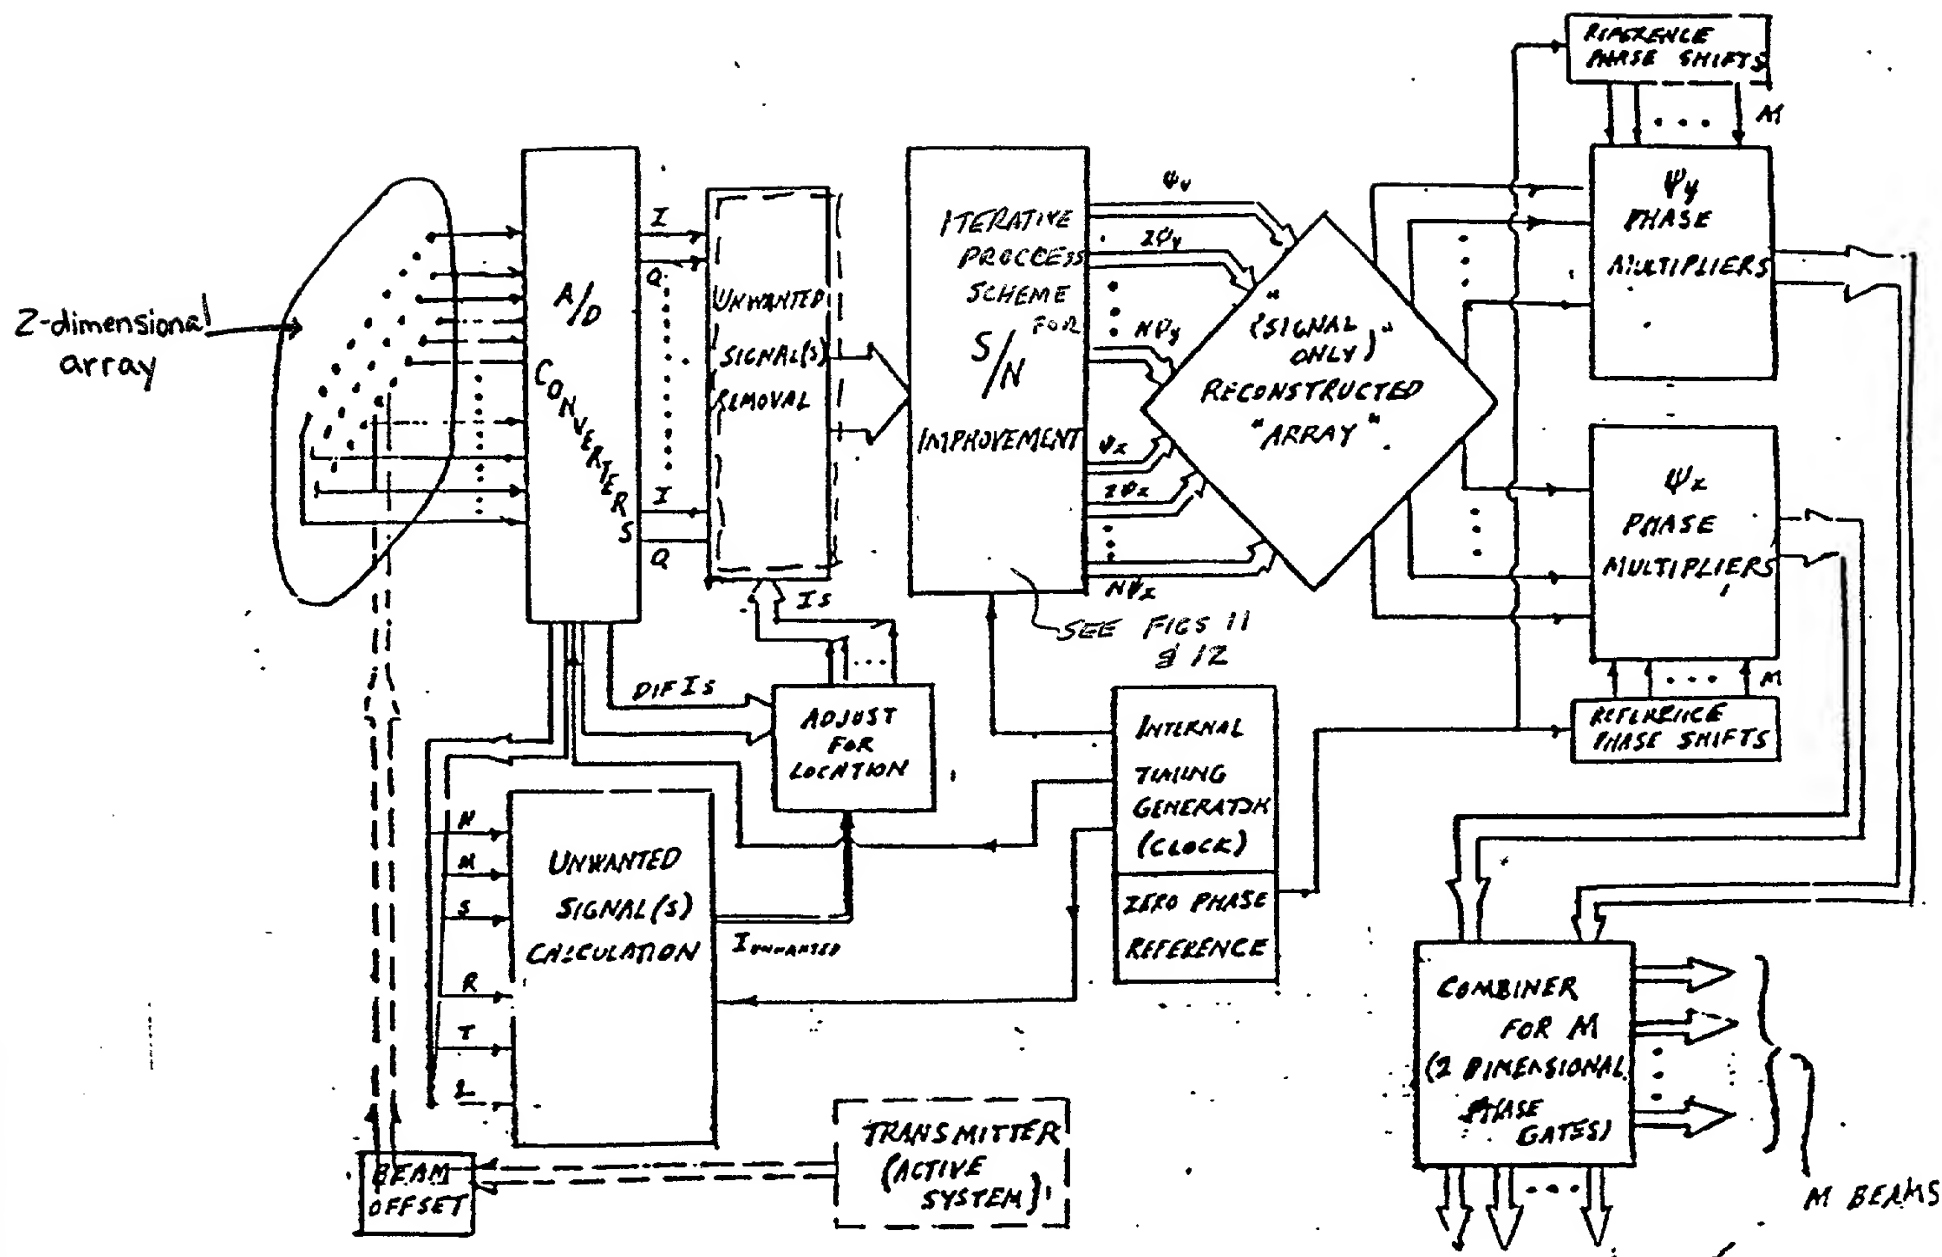 2-dimensional
array
A/D
CONVERTERS
I
Q
I
Q
UNWANTED
SIGNAL(S)
REMOVAL
IS
ITERATIVE
PROCCESS
SCHEME
FOR
S/N
IMPROVEMENT
SEE FIGS 11
& 12
Ψy
2Ψy
NΨy
Ψx
2Ψx
NΨx
"
(SIGNAL
ONLY)"
RECONSTRUCTED
"ARRAY"
REFERENCE
PHASE SHIFTS
M
Ψy
PHASE
MULTIPLIERS
Ψx
PHASE
MULTIPLIERS
M
REFERENCE
PHASE SHIFTS
DIF IS
ADJUST
FOR
LOCATION
INTERNAL
TIMING
GENERATOR
(CLOCK)
ZERO PHASE
REFERENCE
N
M
S
R
T
L
UNWANTED
SIGNAL(S)
CALCULATION
I UNWANTED
BEAM
OFFSET
TRANSMITTER
(ACTIVE
SYSTEM)
COMBINER
FOR M
(2 DIMENSIONAL
PHASE
GATES)
M BEAMS